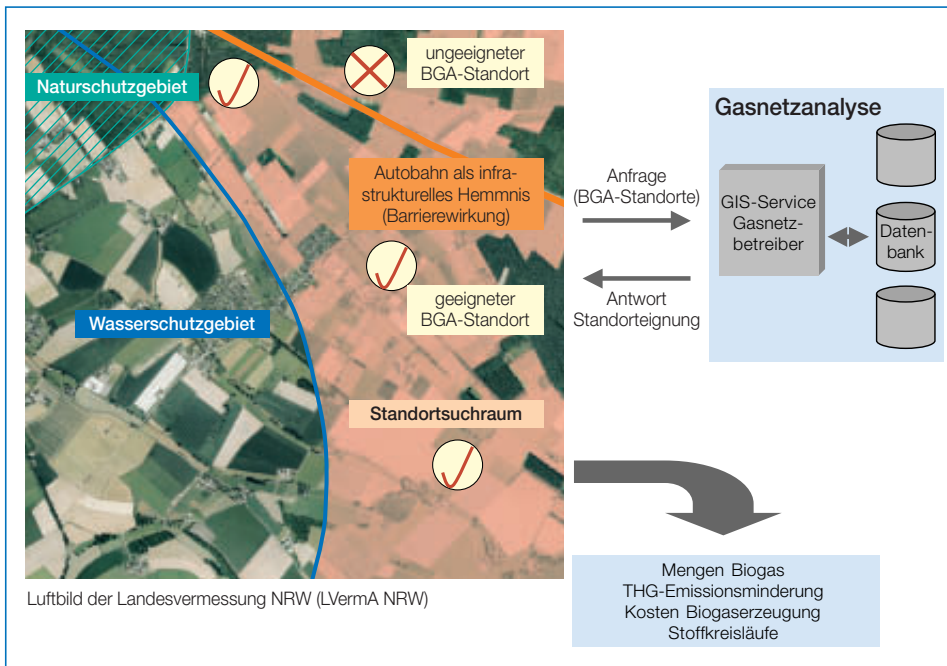 Naturschutzgebiet
ungeeigneter
BGA-Standort
Autobahn als infra-
strukturelles Hemmnis
(Barrierewirkung)
geeigneter
BGA-Standort
Wasserschutzgebiet
Standortsuchraum
Luftbild der Landesvermessung NRW (LVermA NRW)
Anfrage
(BGA-Standorte)
Antwort
Standorteignung
Gasnetzanalyse
GIS-Service
Gasnetz-
betreiber
Daten-
bank
Mengen Biogas
THG-Emissionsminderung
Kosten Biogaserzeugung
Stoffkreisläufe